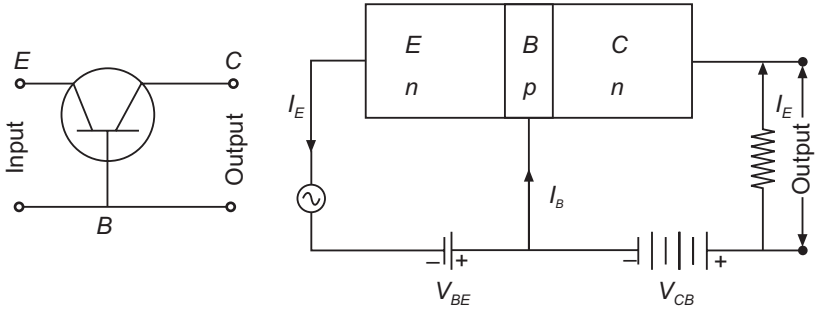 E
C
Input
Output
B
E
B
C
n
p
n
I_E
I_B
I_E
Output
– +
V_BE
– +
V_CB